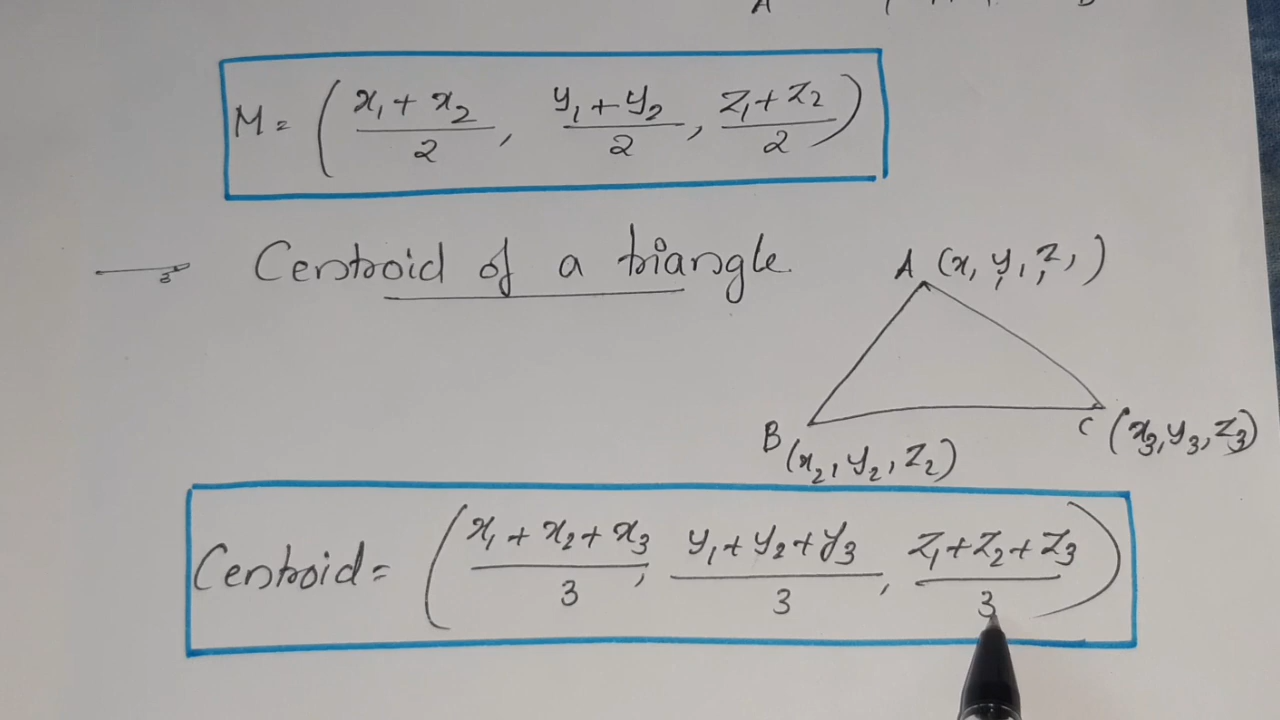 A B
M = ( x₁ + x₂ / 2 , y₁ + y₂ / 2 , z₁ + z₂ / 2 )
Centroid of a triangle
A (x₁, y₁, z₁)
B (x₂, y₂, z₂)
C (x₃, y₃, z₃)
Centroid = ( x₁ + x₂ + x₃ / 3 , y₁ + y₂ + y₃ / 3 , z₁ + z₂ + z₃ / 3 )